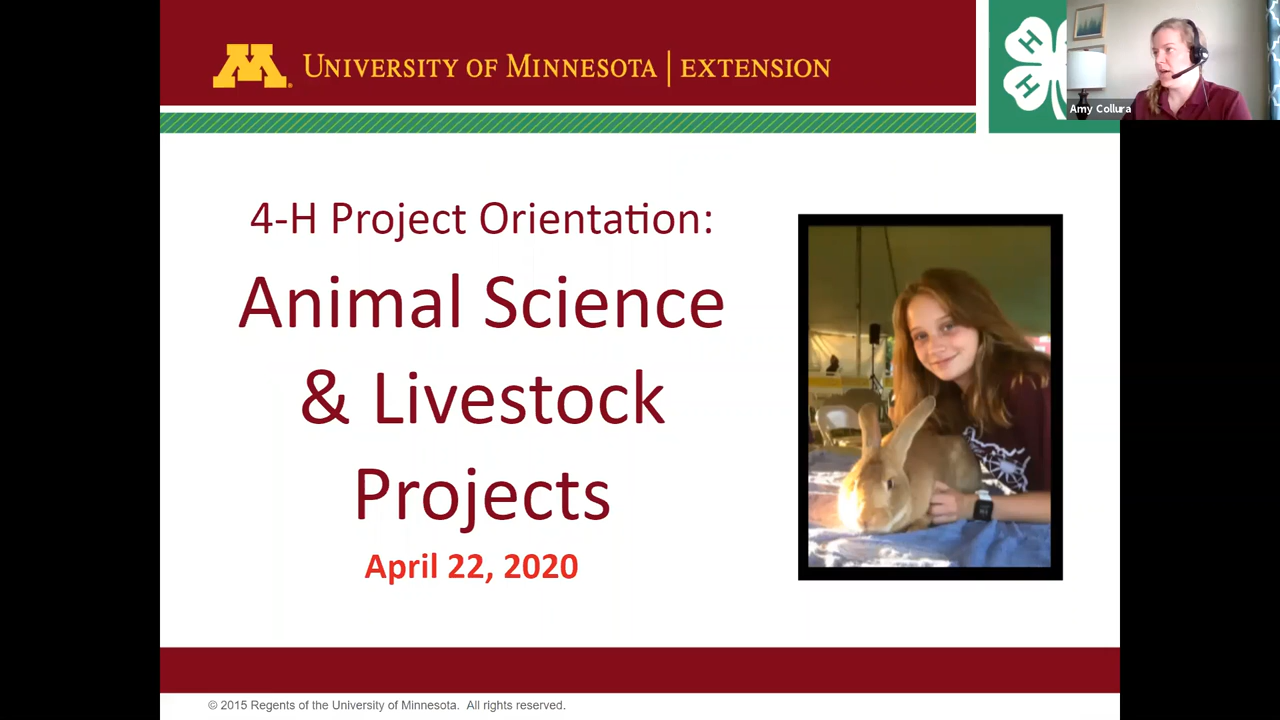 M
UNIVERSITY OF MINNESOTA | EXTENSION
H
H
Amy Collura
4-H Project Orientation:
Animal Science
& Livestock
Projects
April 22, 2020
© 2015 Regents of the University of Minnesota. All rights reserved.